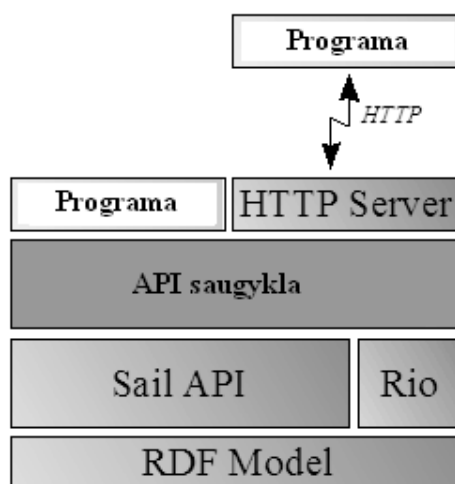 Programa
HTTP
Programa
HTTP Server
API saugykla
Sail API
Rio
RDF Model